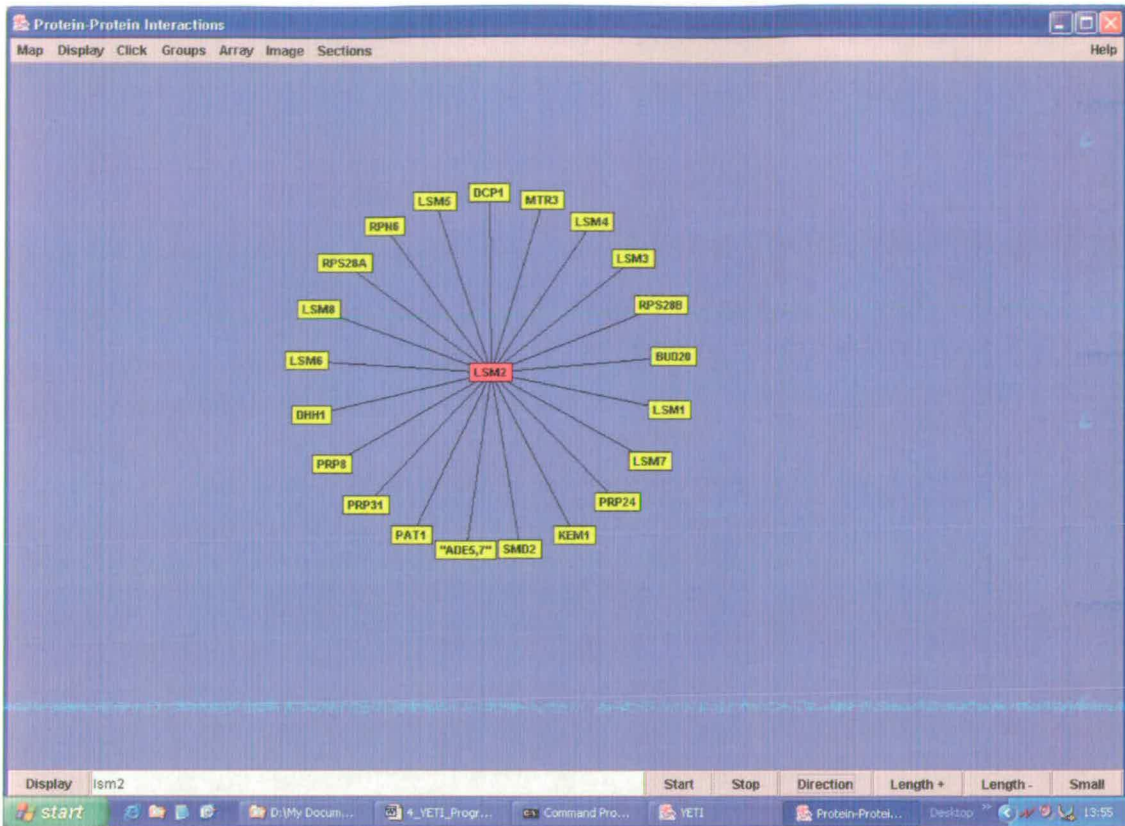 Protein-Protein Interactions
Map Display Click Groups Array Image Sections Help
DCP1
LSM5
MTR3
LSM4
RPN6
LSM3
RPS28A
RPS28B
LSM8
BUD20
LSM6
LSM2
LSM1
DHH1
LSM7
PRP8
PRP24
PRP31
PAT1
KEM1
"ADE5,7"
SMD2
Display lsm2 Start Stop Direction Length + Length - Small
start D:\My Docum... 4_YETI_Progr... Command Pro... YETI Protein-Protei... Desktop 13:55